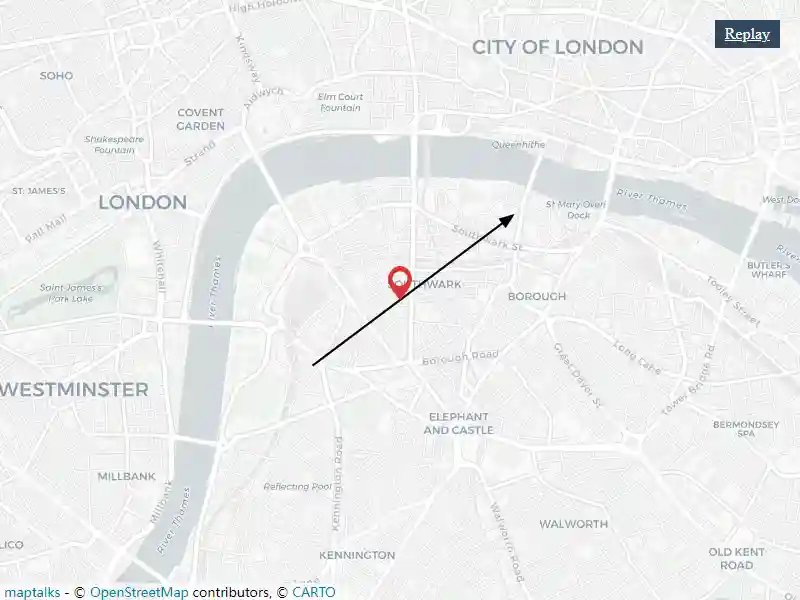 High Holborn
Replay
CITY OF LONDON
Kingsway
SOHO
Aldwych
Elm Court
Fountain
COVENT
GARDEN
Shakespeare
Fountain
Strand
Queenhithe
ST. JAMES'S
LONDON
River Thames
West Do
St Mary Overi
Dock
Pall Mall
Southwark St
Whitehall
River
River Thames
BUTLER'S
WHARF
Saint James's
Park Lake
SOUTHWARK
BOROUGH
Tooley Street
Borough Road
Great Dover St
Long Lane
Tower Bridge Rd
WESTMINSTER
ELEPHANT
AND CASTLE
BERMONDSEY
SPA
MILLBANK
Kennington Road
Reflecting Pool
Millbank
River Thames
Walworth Road
WALWORTH
LICO
KENNINGTON
OLD KENT
ROAD
maptalks - © OpenStreetMap contributors, © CARTO